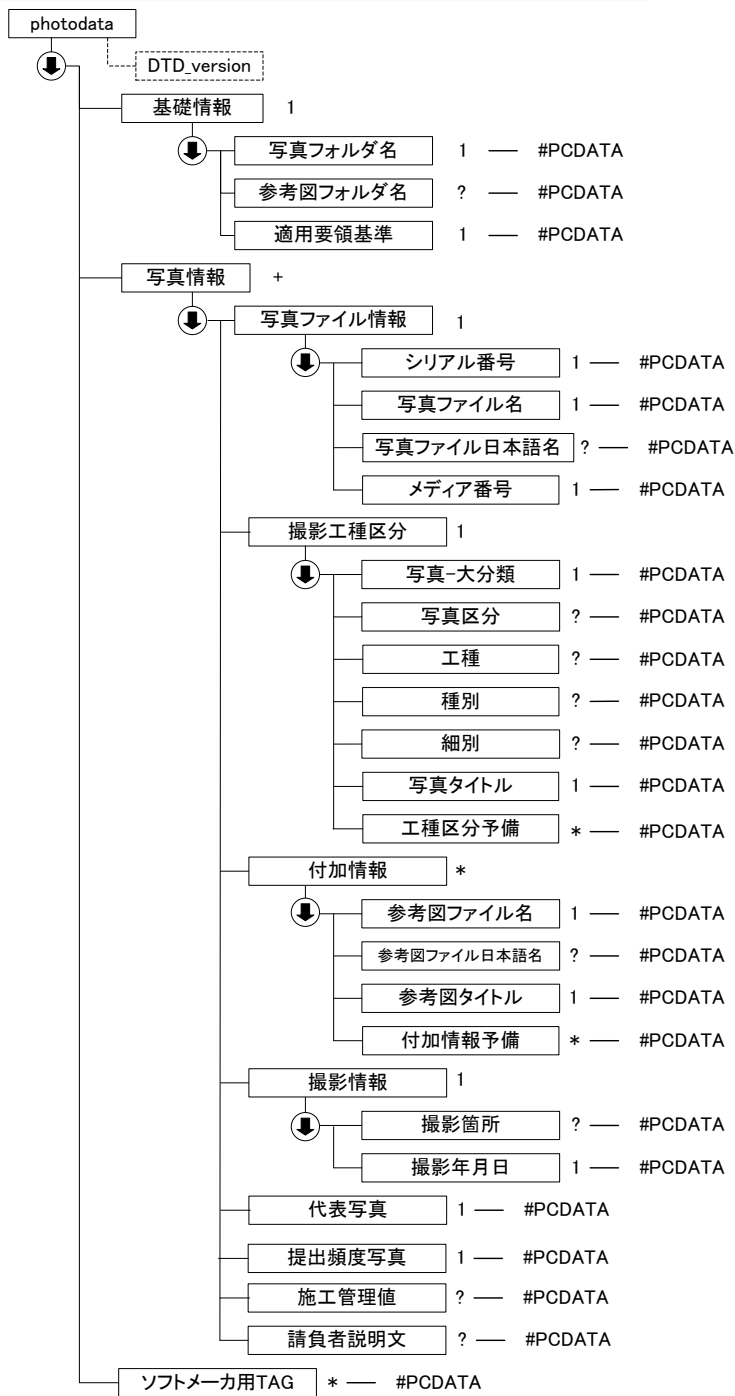 photodata
DTD_version
基礎情報 1
写真フォルダ名 1 #PCDATA
参考図フォルダ名 ? #PCDATA
適用要領基準 1 #PCDATA
写真情報 +
写真ファイル情報 1
シリアル番号 1 #PCDATA
写真ファイル名 1 #PCDATA
写真ファイル日本語名 ? #PCDATA
メディア番号 1 #PCDATA
撮影工種区分 1
写真-大分類 1 #PCDATA
写真区分 ? #PCDATA
工種 ? #PCDATA
種別 ? #PCDATA
細別 ? #PCDATA
写真タイトル 1 #PCDATA
工種区分予備 * #PCDATA
付加情報 *
参考図ファイル名 1 #PCDATA
参考図ファイル日本語名 ? #PCDATA
参考図タイトル 1 #PCDATA
付加情報予備 * #PCDATA
撮影情報 1
撮影箇所 ? #PCDATA
撮影年月日 1 #PCDATA
代表写真 1 #PCDATA
提出頻度写真 1 #PCDATA
施工管理値 ? #PCDATA
請負者説明文 ? #PCDATA
ソフトメーカ用TAG * #PCDATA